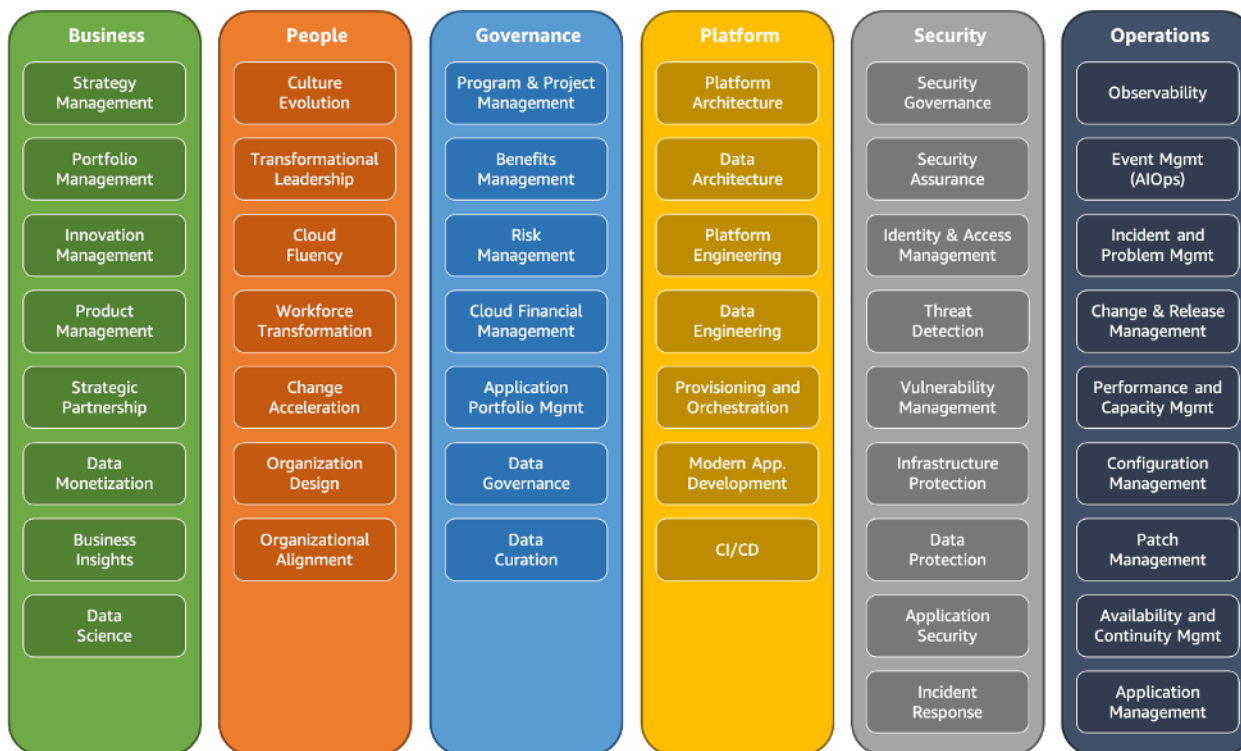 Business
Strategy
Management
Portfolio
Management
Innovation
Management
Product
Management
Strategic
Partnership
Data
Monetization
Business
Insights
Data
Science
People
Culture
Evolution
Transformational
Leadership
Cloud
Fluency
Workforce
Transformation
Change
Acceleration
Organization
Design
Organizational
Alignment
Governance
Program & Project
Management
Benefits
Management
Risk
Management
Cloud Financial
Management
Application
Portfolio Mgmt
Data
Governance
Data
Curation
Platform
Platform
Architecture
Data
Architecture
Platform
Engineering
Data
Engineering
Provisioning and
Orchestration
Modern App.
Development
CI/CD
Security
Security
Governance
Security
Assurance
Identity & Access
Management
Threat
Detection
Vulnerability
Management
Infrastructure
Protection
Data
Protection
Application
Security
Incident
Response
Operations
Observability
Event Mgmt
(AIOps)
Incident and
Problem Mgmt
Change & Release
Management
Performance and
Capacity Mgmt
Configuration
Management
Patch
Management
Availability and
Continuity Mgmt
Application
Management